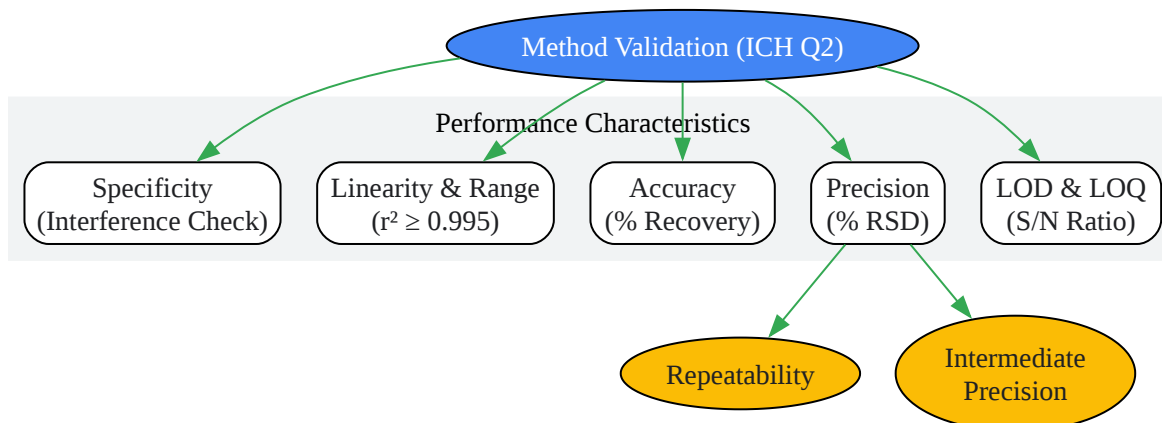 Method Validation (ICH Q2)
Performance Characteristics
Specificity
(Interference Check)
Linearity & Range
(r² ≥ 0.995)
Accuracy
(% Recovery)
Precision
(% RSD)
LOD & LOQ
(S/N Ratio)
Repeatability
Intermediate
Precision